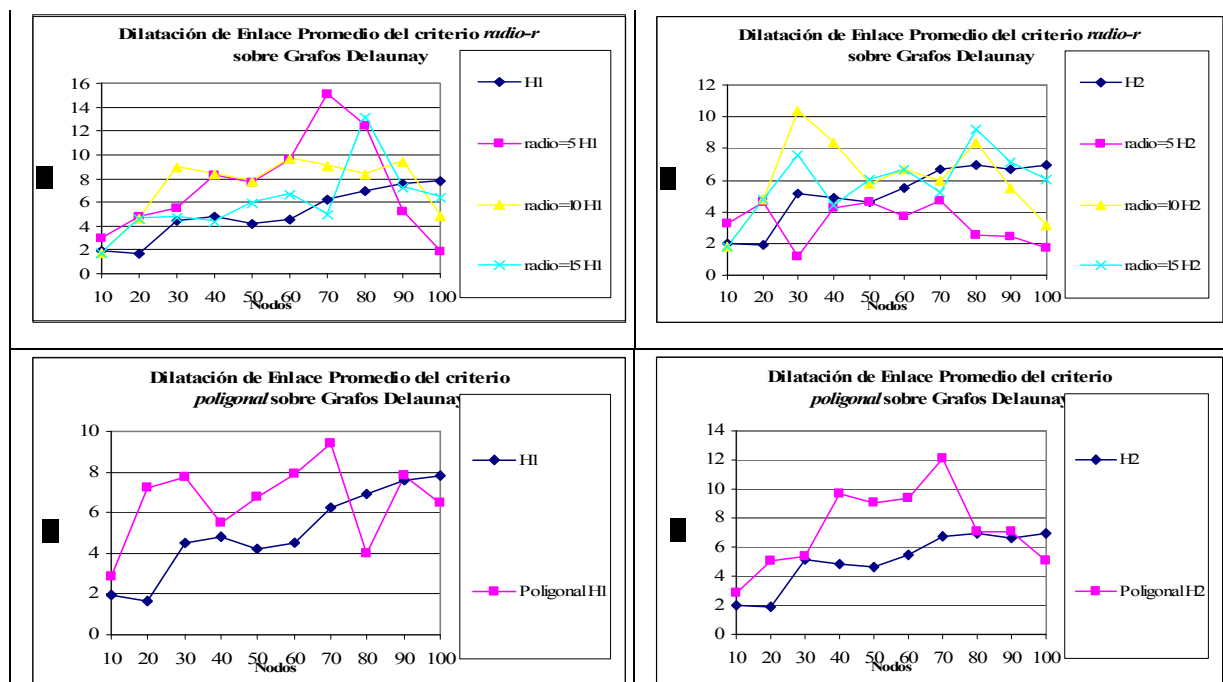 Dilatación de Enlace Promedio del criterio radio-r
sobre Grafos Delaunay
16
14
12
10
8
6
4
2
0
10 20 30 40 50 60 70 80 90 100
Nodos
H1
radio=5 H1
radio=10 H1
radio=15 H1
Dilatación de Enlace Promedio del criterio radio-r
sobre Grafos Delaunay
12
10
8
6
4
2
0
10 20 30 40 50 60 70 80 90 100
Nodos
H2
radio=5 H2
radio=10 H2
radio=15 H2
Dilatación de Enlace Promedio del criterio
poligonal sobre Grafos Delaunay
10
8
6
4
2
0
10 20 30 40 50 60 70 80 90 100
Nodos
H1
Poligonal H1
Dilatación de Enlace Promedio del criterio
poligonal sobre Grafos Delaunay
14
12
10
8
6
4
2
0
10 20 30 40 50 60 70 80 90 100
Nodos
H2
Poligonal H2